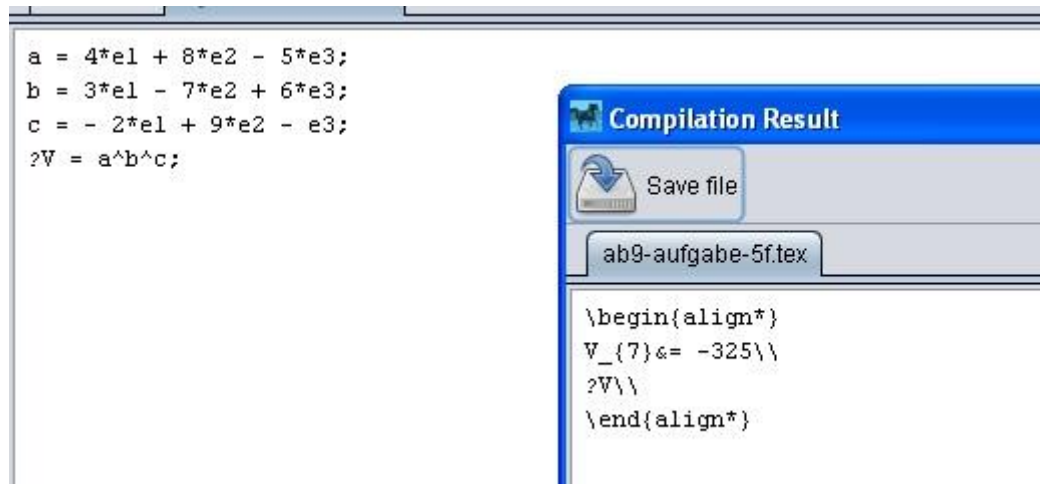 a = 4*e1 + 8*e2 - 5*e3;
b = 3*e1 - 7*e2 + 6*e3;
c = - 2*e1 + 9*e2 - e3;
?V = a^b^c;
Compilation Result
Save file
ab9-aufgabe-5f.tex
\begin{align*}
V_{7}&= -325\\
?V\\
\end{align*}